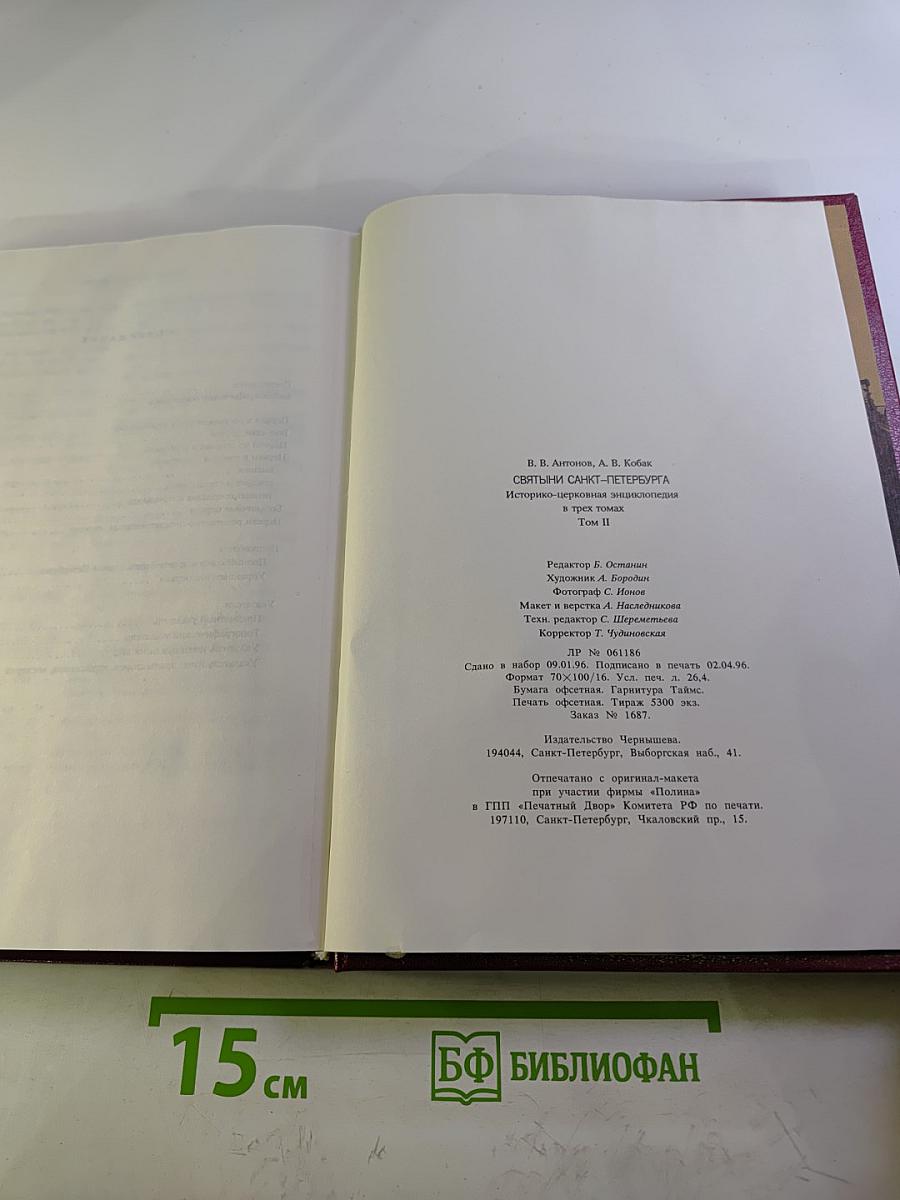 В. В. Антонов, А. В. Кобак
СВЯТЫНИ САНКТ-ПЕТЕРБУРГА
Историко-церковная энциклопедия
в трех томах
Том II
Редактор Б. Останин
Художник А. Бородин
Фотограф С. Ионов
Макет и верстка А. Наследникова
Техн. редактор С. Шереметьева
Корректор Т. Чудиновская
ЛР № 061186
Сдано в набор 09.01.96. Подписано в печать 02.04.96.
Формат 70×100/16. Усл. печ. л. 26,4.
Бумага офсетная. Гарнитура Таймс.
Печать офсетная. Тираж 5300 экз.
Заказ № 1687.
Издательство Чернышева.
194044, Санкт-Петербург, Выборгская наб., 41.
Отпечатано с оригинал-макета
при участии фирмы «Полина»
в ГПП «Печатный Двор» Комитета РФ по печати.
197110, Санкт-Петербург, Чкаловский пр., 15.
15 см
БФ БИБЛИОФАН